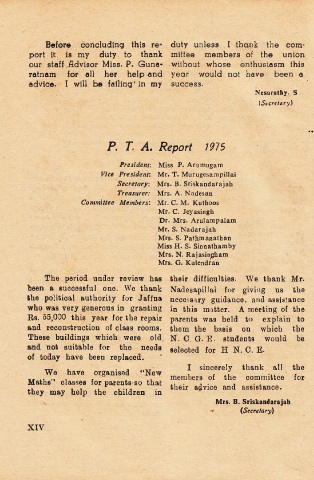 Before concluding this re-
port it is my duty to thank
our staff Advisor Miss. P. Guna-
ratnam for all her help and
advice. I will be failing in my
duty unless I thank the com-
mittee members of the union
without whose enthusiasm this
year would not have been a
success.
Nesarathy, S
(Secretary)
P. T. A. Report 1975
President: Miss P. Arumugam
Vice President: Mr. T. Murugesampillai
Secretary: Mrs. B. Sriskandarajah
Treasurer: Mrs. A. Nadesan
Committee Members: Mr. C. M. Kuthoos
Mr. C. Jeyasingh
Dr. Mrs. Arulampalam
Mr. S. Nadarajah
Mrs. S. Pathmanathan
Miss H. S. Sinnathamby
Mrs. N. Rajasingham
Mrs. G. Kulendran
The period under review has
been a successful one. We thank
the political authority for Jaffna
who was very generous in granting
Rs. 55,000 this year for the repair
and reconstruction of class rooms.
These buildings which were old
and not suitable for the needs
of today have been replaced.
We have organised "New
Maths" classes for parents so that
they may help the children in
their difficulties. We thank Mr.
Nadesapillai for giving us the
necessary guidance, and assistance
in this matter. A meeting of the
parents was held to explain to
them the basis on which the
N. C. G. E. students would be
selected for H N. C. E.
I sincerely thank all the
members of the committee for
their advice and assistance.
Mrs. B. Sriskandarajah
(Secretary)
XIV